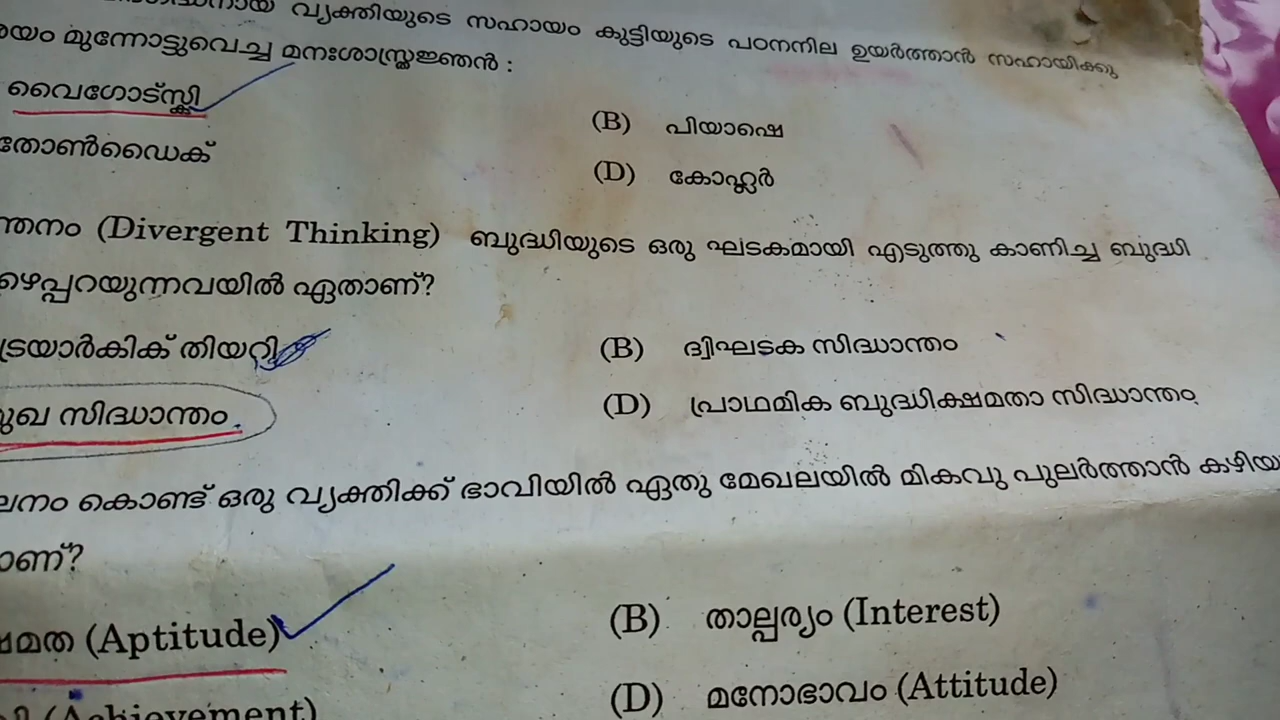 വ്യക്തിയുടെ സഹായം കുട്ടിയുടെ പഠനനില ഉയർത്താൻ സഹായിക്കു
മുന്നോട്ടുവെച്ച മനഃശാസ്ത്രജ്ഞൻ :
വൈഗോട്സ്കി
(B) പിയാഷെ
തോൺഡൈക്
(D) കോഹ്ലർ
ന്തനം (Divergent Thinking) ബുദ്ധിയുടെ ഒരു ഘടകമായി എടുത്തു കാണിച്ച ബുദ്ധി
ഴെപ്പറയുന്നവയിൽ ഏതാണ്?
ട്രയാർകിക് തിയറി
(B) ദ്വിഘടക സിദ്ധാന്തം
മുഖ സിദ്ധാന്തം.
(D) പ്രാഥമിക ബുദ്ധിക്ഷമതാ സിദ്ധാന്തം
ലനം കൊണ്ട് ഒരു വ്യക്തിക്ക് ഭാവിയിൽ ഏതു മേഖലയിൽ മികവു പുലർത്താൻ കഴിയ
ാണ്?
ഷമത (Aptitude)
(B) താല്പര്യം (Interest)
(Achievement)
(D) മനോഭാവം (Attitude)